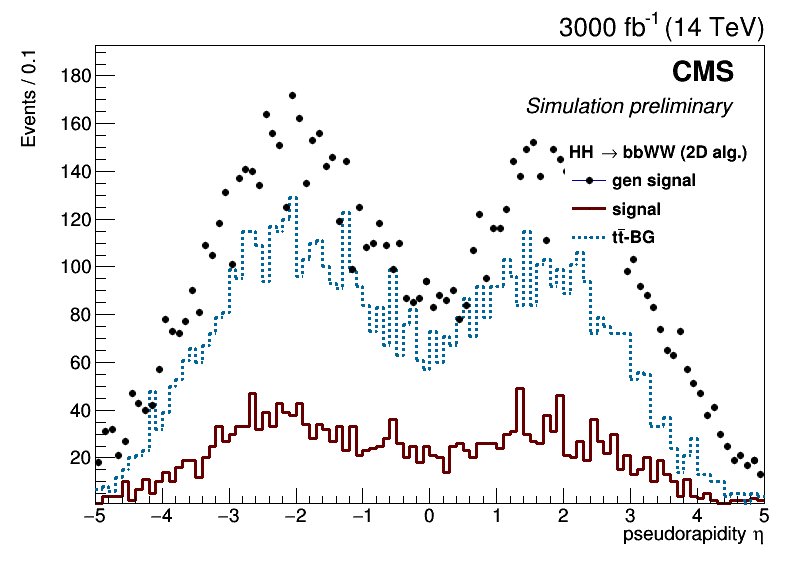 3000 fb-1 (14 TeV)
Events / 0.1
CMS
Simulation preliminary
HH → bbWW (2D alg.)
gen signal
signal
tt̄-BG
180
160
140
120
100
80
60
40
20
−5 −4 −3 −2 −1 0 1 2 3 4 5
pseudorapidity η